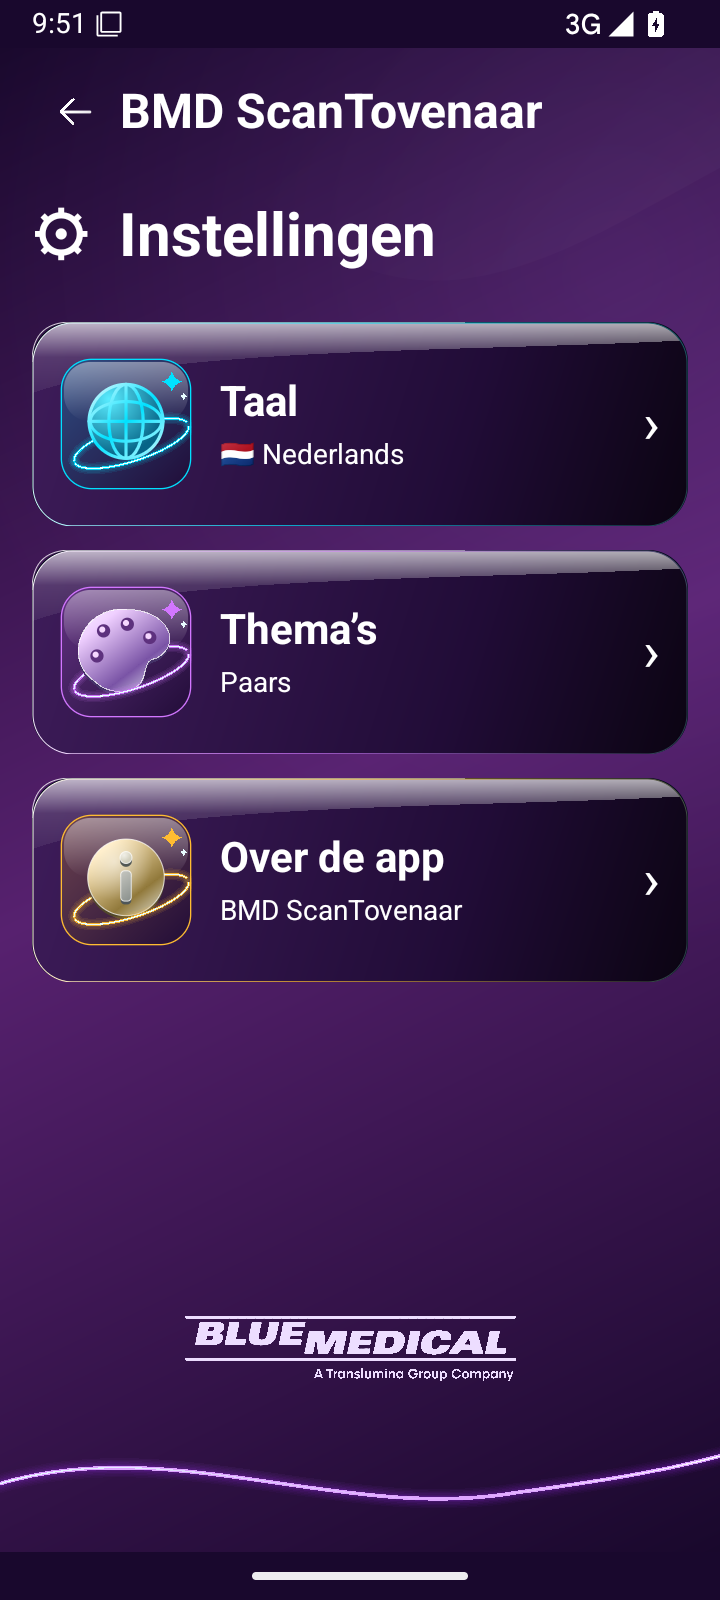 9:51
3G
BMD ScanTovenaar
Instellingen
Taal
🇳🇱 Nederlands
Thema’s
Paars
Over de app
BMD ScanTovenaar
BLUEMEDICAL
A Translumina Group Company